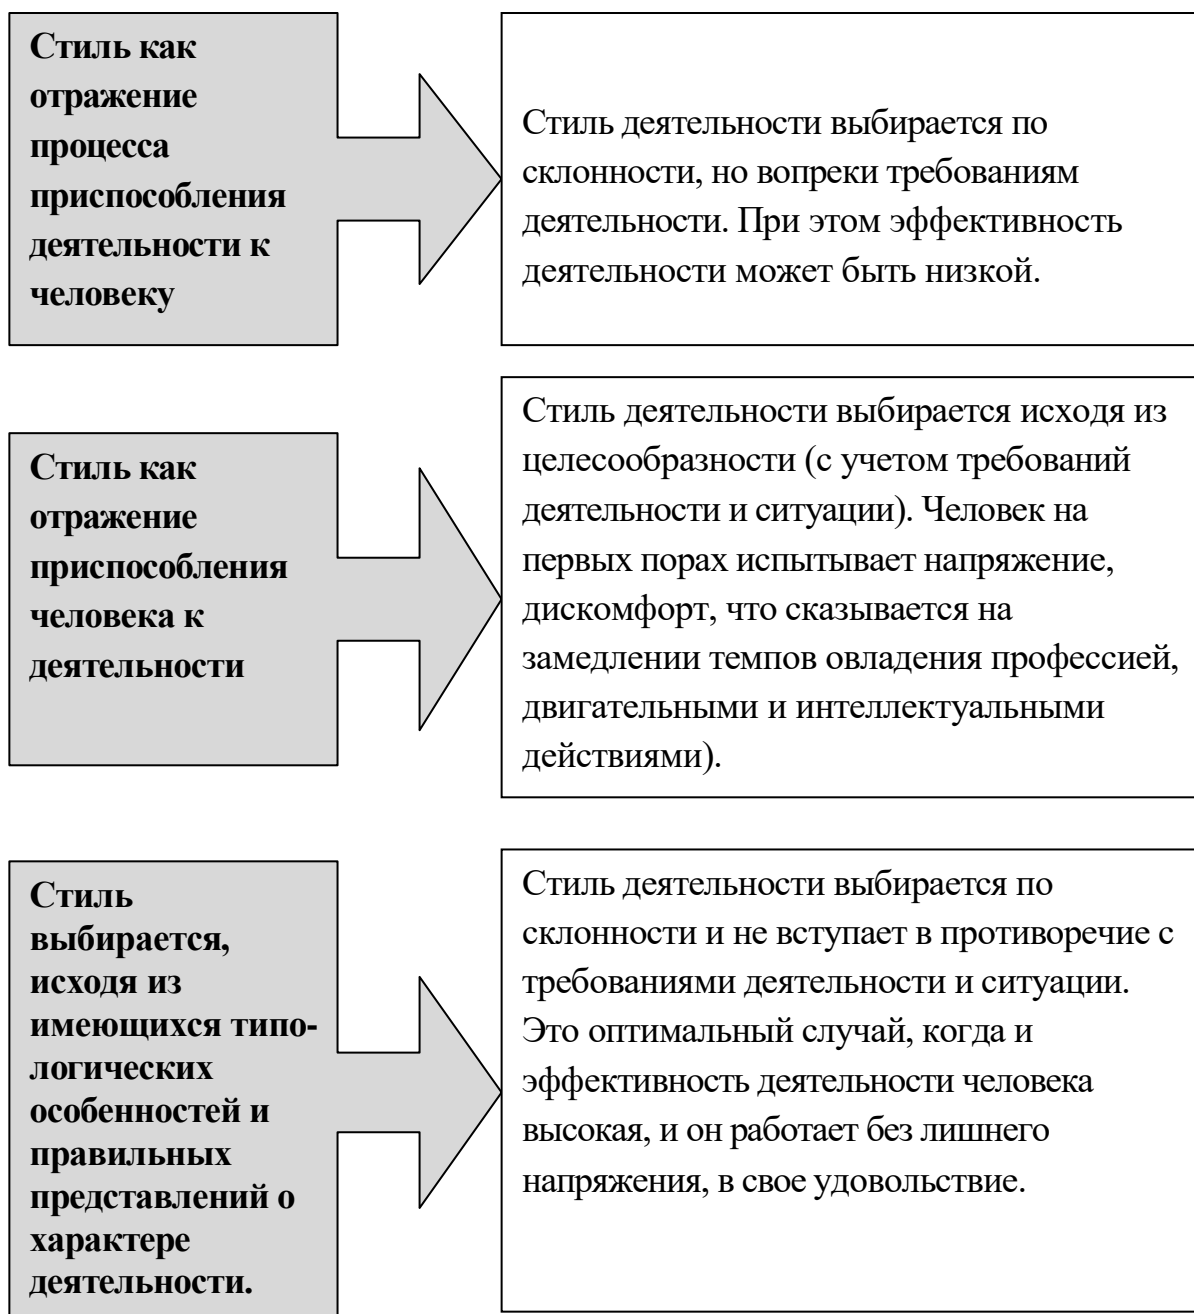 Стиль как
отражение
процесса
приспособления
деятельности к
человеку
Стиль деятельности выбирается по
склонности, но вопреки требованиям
деятельности. При этом эффективность
деятельности может быть низкой.
Стиль как
отражение
приспособления
человека к
деятельности
Стиль деятельности выбирается исходя из
целесообразности (с учетом требований
деятельности и ситуации). Человек на
первых порах испытывает напряжение,
дискомфорт, что сказывается на
замедлении темпов овладения профессией,
двигательными и интеллектуальными
действиями).
Стиль
выбирается,
исходя из
имеющихся типо-
логических
особенностей и
правильных
представлений о
характере
деятельности.
Стиль деятельности выбирается по
склонности и не вступает в противоречие с
требованиями деятельности и ситуации.
Это оптимальный случай, когда и
эффективность деятельности человека
высокая, и он работает без лишнего
напряжения, в свое удовольствие.